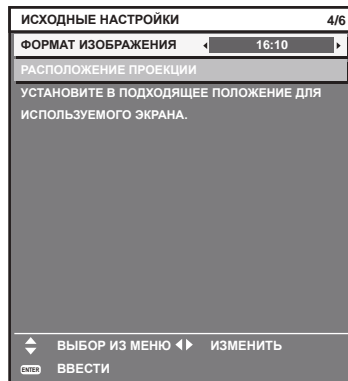 ИСХОДНЫЕ НАСТРОЙКИ 4/6
ФОРМАТ ИЗОБРАЖЕНИЯ 16:10
РАСПОЛОЖЕНИЕ ПРОЕКЦИИ
УСТАНОВИТЕ В ПОДХОДЯЩЕЕ ПОЛОЖЕНИЕ ДЛЯ
ИСПОЛЬЗУЕМОГО ЭКРАНА.
ВЫБОР ИЗ МЕНЮ ИЗМЕНИТЬ
ENTER ВВЕСТИ